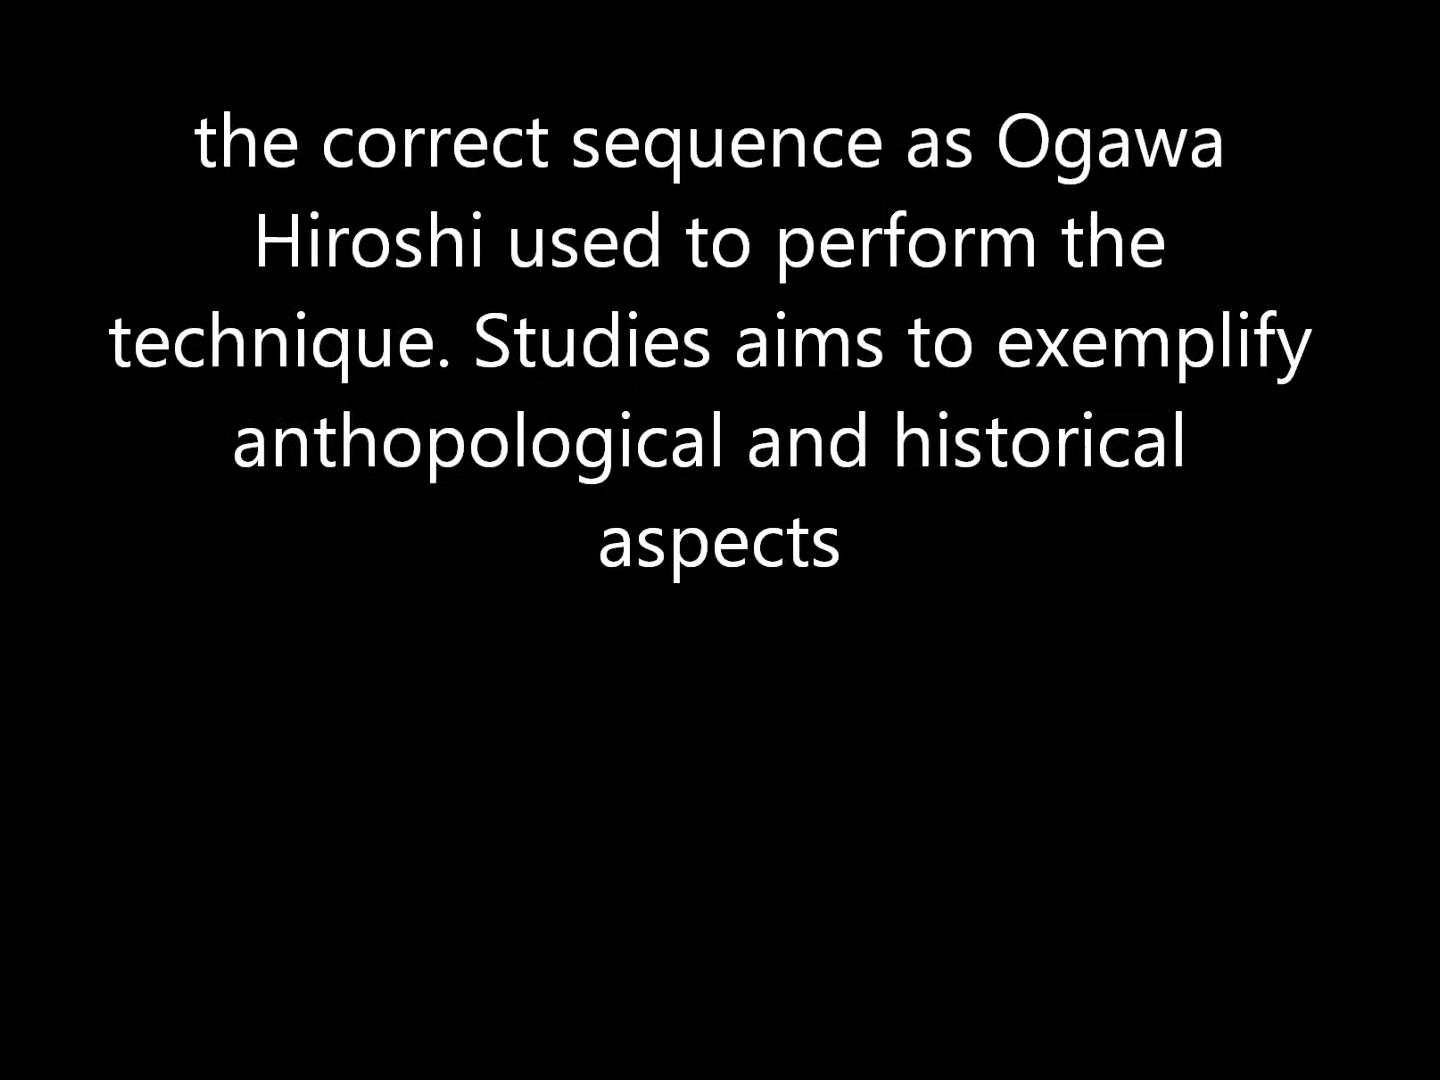 the correct sequence as Ogawa
Hiroshi used to perform the
technique. Studies aims to exemplify
anthopological and historical
aspects